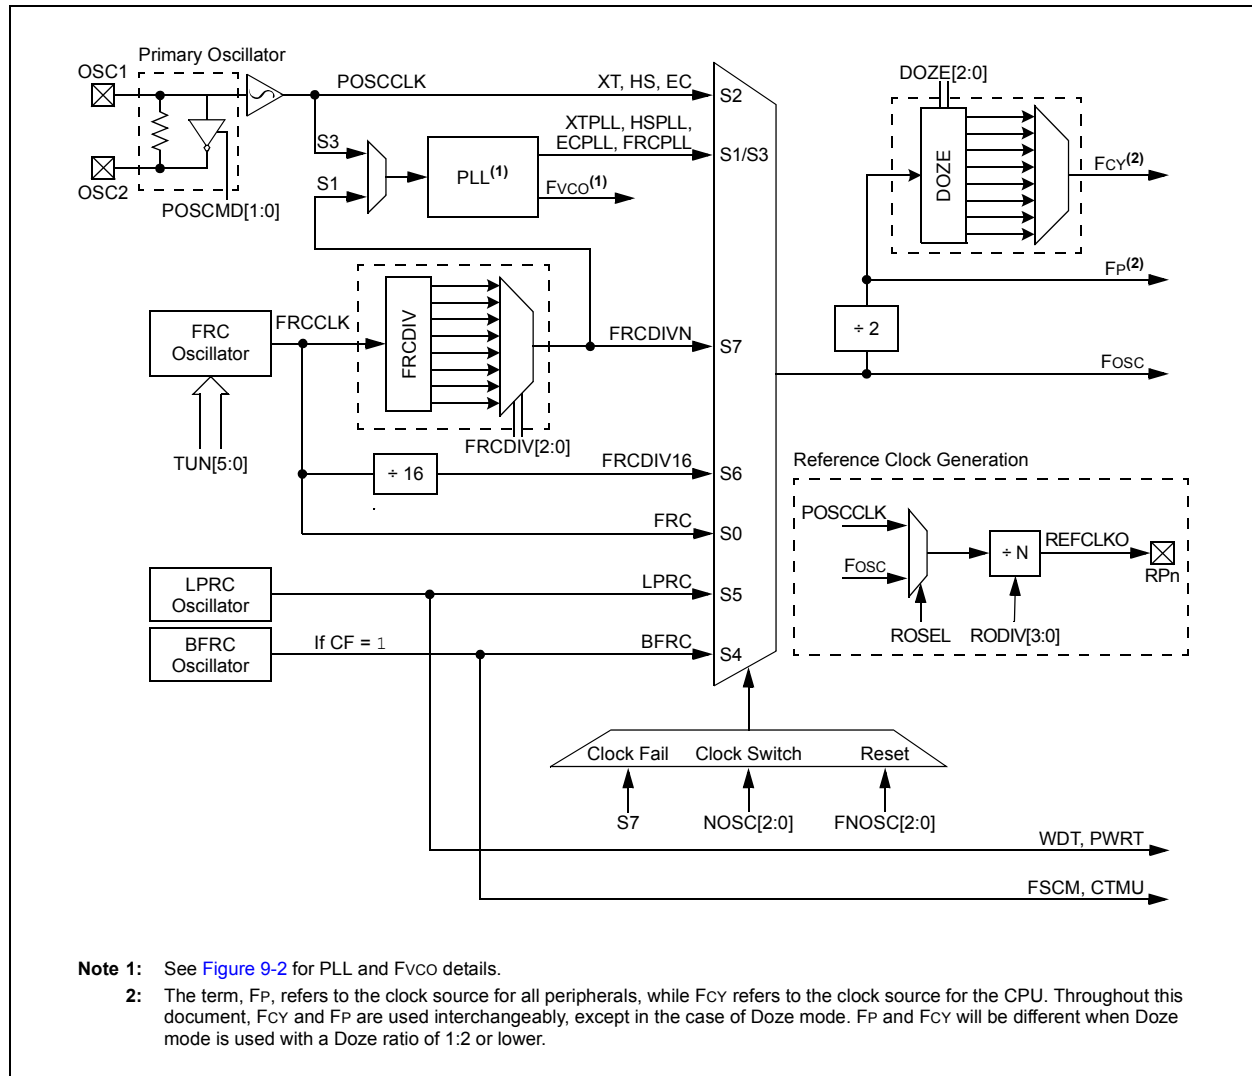 Primary Oscillator
OSC1
OSC2
POSCMD[1:0]
POSCCLK
XT, HS, EC
S2
S3
S1
PLL(1)
XTPLL, HSPLL,
ECPLL, FRCPLL
S1/S3
FVCO(1)
DOZE[2:0]
DOZE
FCY(2)
FP(2)
÷ 2
FOSC
FRC
Oscillator
FRCCLK
TUN[5:0]
FRCDIV
FRCDIVN
S7
FRCDIV[2:0]
÷ 16
FRCDIV16
S6
FRC
S0
Reference Clock Generation
POSCCLK
FOSC
÷ N
REFCLKO
RPn
ROSEL
RODIV[3:0]
LPRC
Oscillator
LPRC
S5
BFRC
Oscillator
If CF = 1
BFRC
S4
Clock Fail
Clock Switch
Reset
S7
NOSC[2:0]
FNOSC[2:0]
WDT, PWRT
FSCM, CTMU
Note 1: See Figure 9-2 for PLL and FVCO details.
2: The term, FP, refers to the clock source for all peripherals, while FCY refers to the clock source for the CPU. Throughout this
document, FCY and FP are used interchangeably, except in the case of Doze mode. FP and FCY will be different when Doze
mode is used with a Doze ratio of 1:2 or lower.